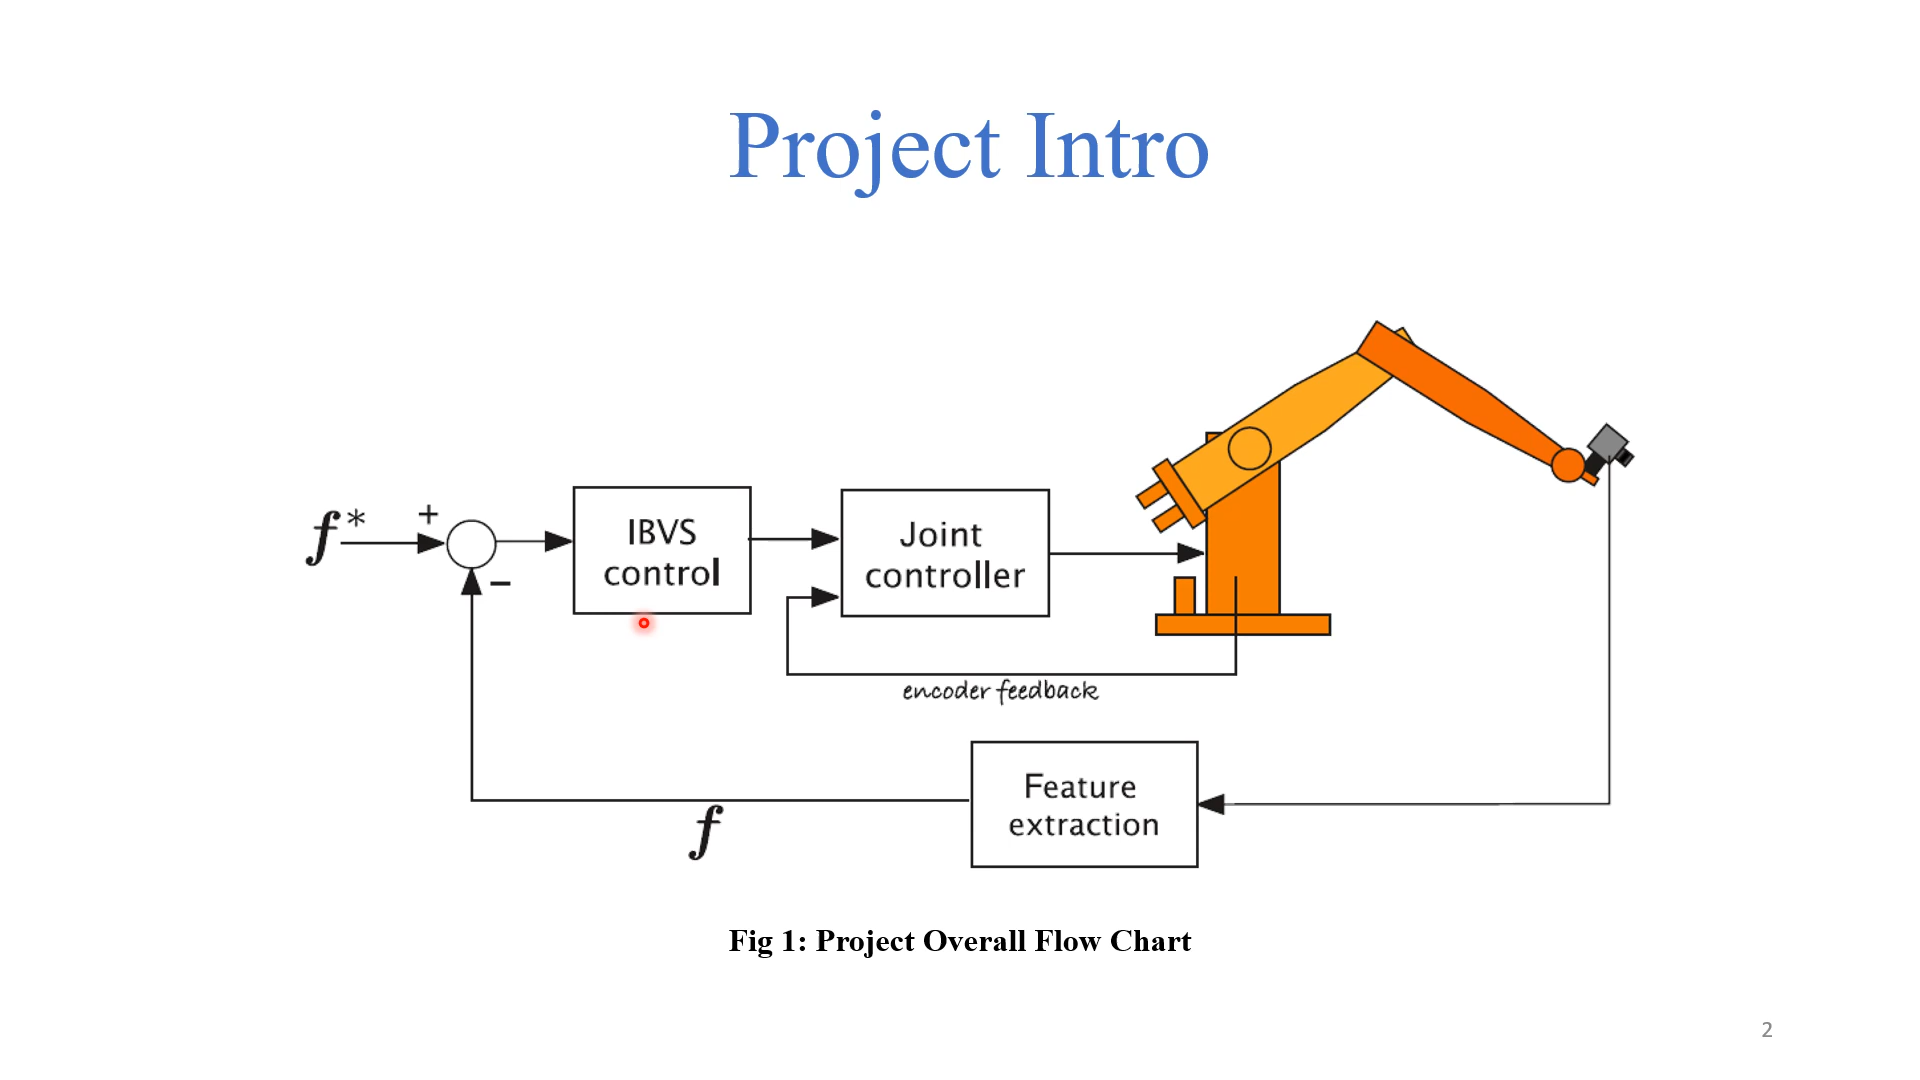 Project Intro
f*
+
−
IBVS
control
Joint
controller
encoder feedback
Feature
extraction
f
Fig 1: Project Overall Flow Chart
2